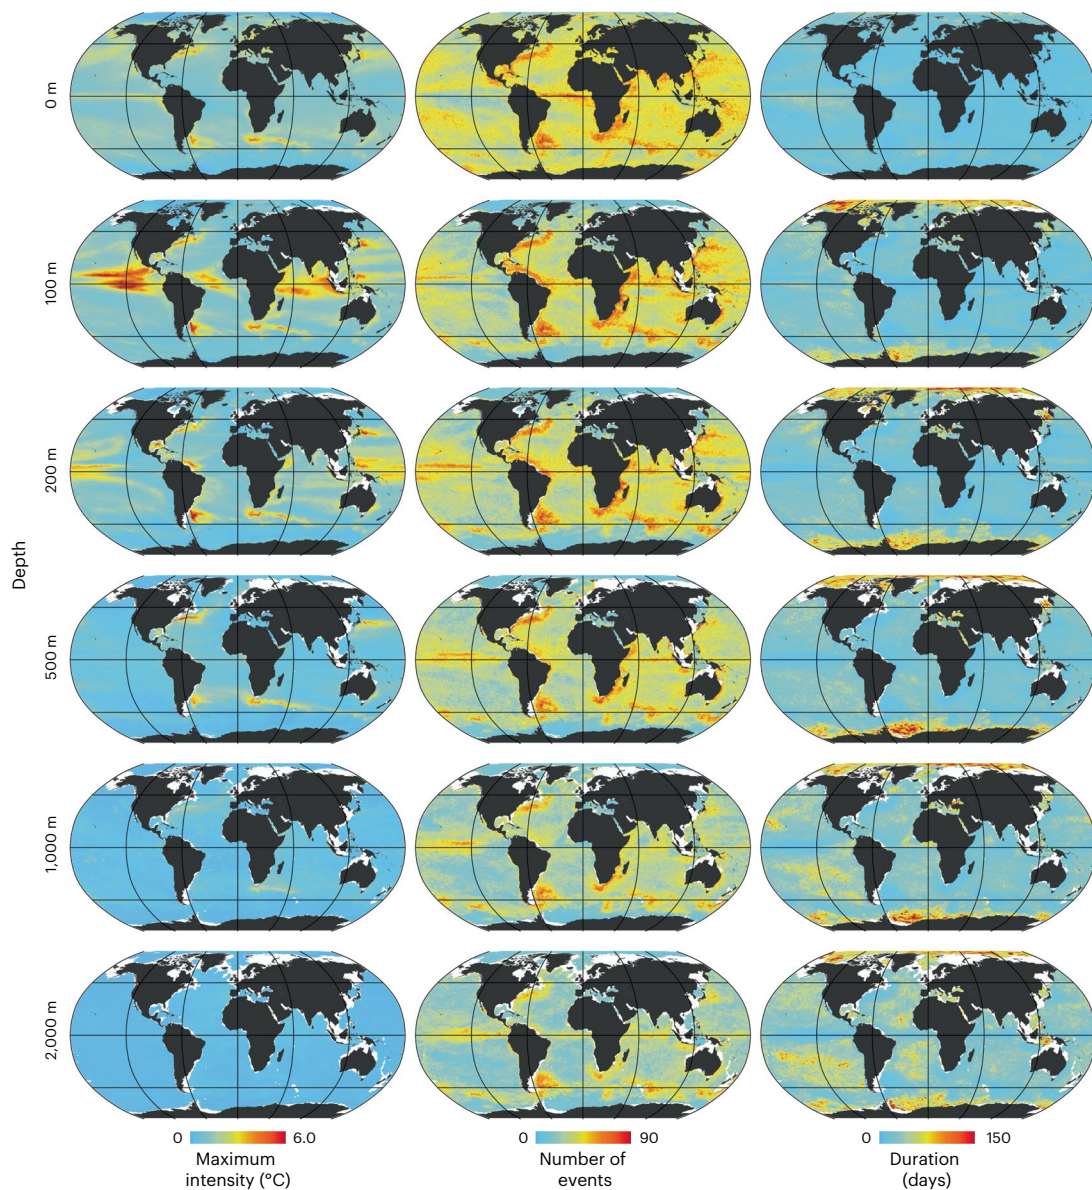 0 m
100 m
200 m
Depth
500 m
1,000 m
2,000 m
0 6.0
Maximum
intensity (°C)
0 90
Number of
events
0 150
Duration
(days)